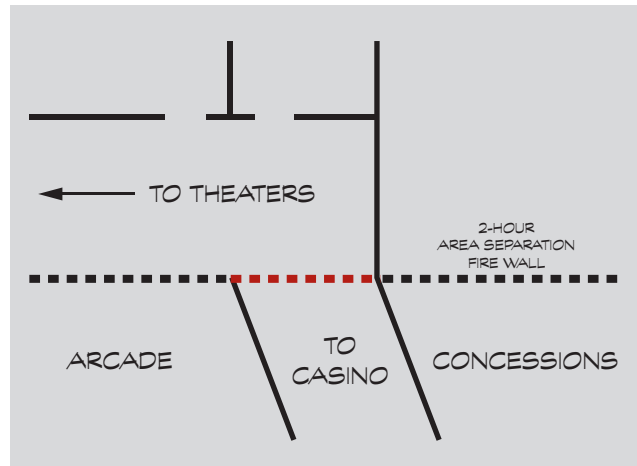 TO THEATERS
2-HOUR
AREA SEPARATION
FIRE WALL
ARCADE
TO
CASINO
CONCESSIONS